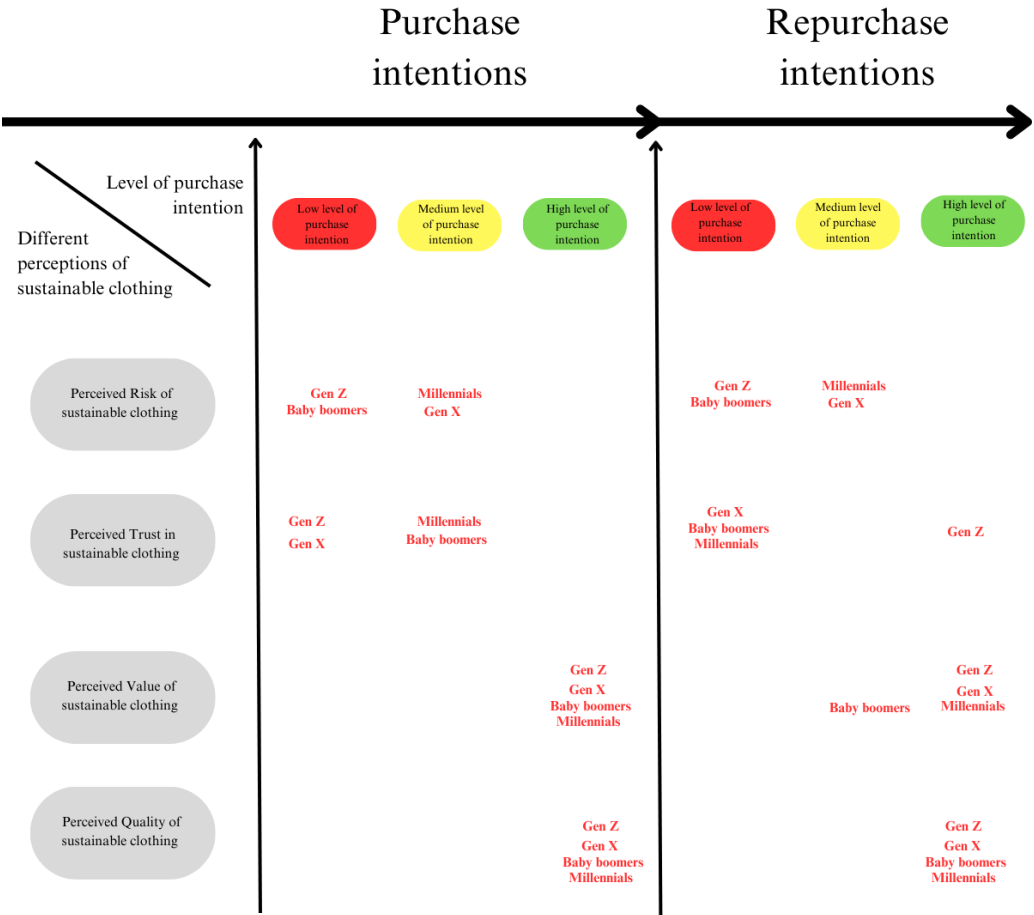 Purchase
intentions
Repurchase
intentions
Level of purchase
intention
Different
perceptions of
sustainable clothing
Low level of
purchase
intention
Medium level
of purchase
intention
High level of
purchase
intention
Low level of
purchase
intention
Medium level
of purchase
intention
High level of
purchase
intention
Perceived Risk of
sustainable clothing
Gen Z
Baby boomers
Millennials
Gen X
Gen Z
Baby boomers
Millennials
Gen X
Perceived Trust in
sustainable clothing
Gen Z
Gen X
Millennials
Baby boomers
Gen X
Baby boomers
Millennials
Gen Z
Perceived Value of
sustainable clothing
Gen Z
Gen X
Baby boomers
Millennials
Baby boomers
Gen Z
Gen X
Millennials
Perceived Quality of
sustainable clothing
Gen Z
Gen X
Baby boomers
Millennials
Gen Z
Gen X
Baby boomers
Millennials